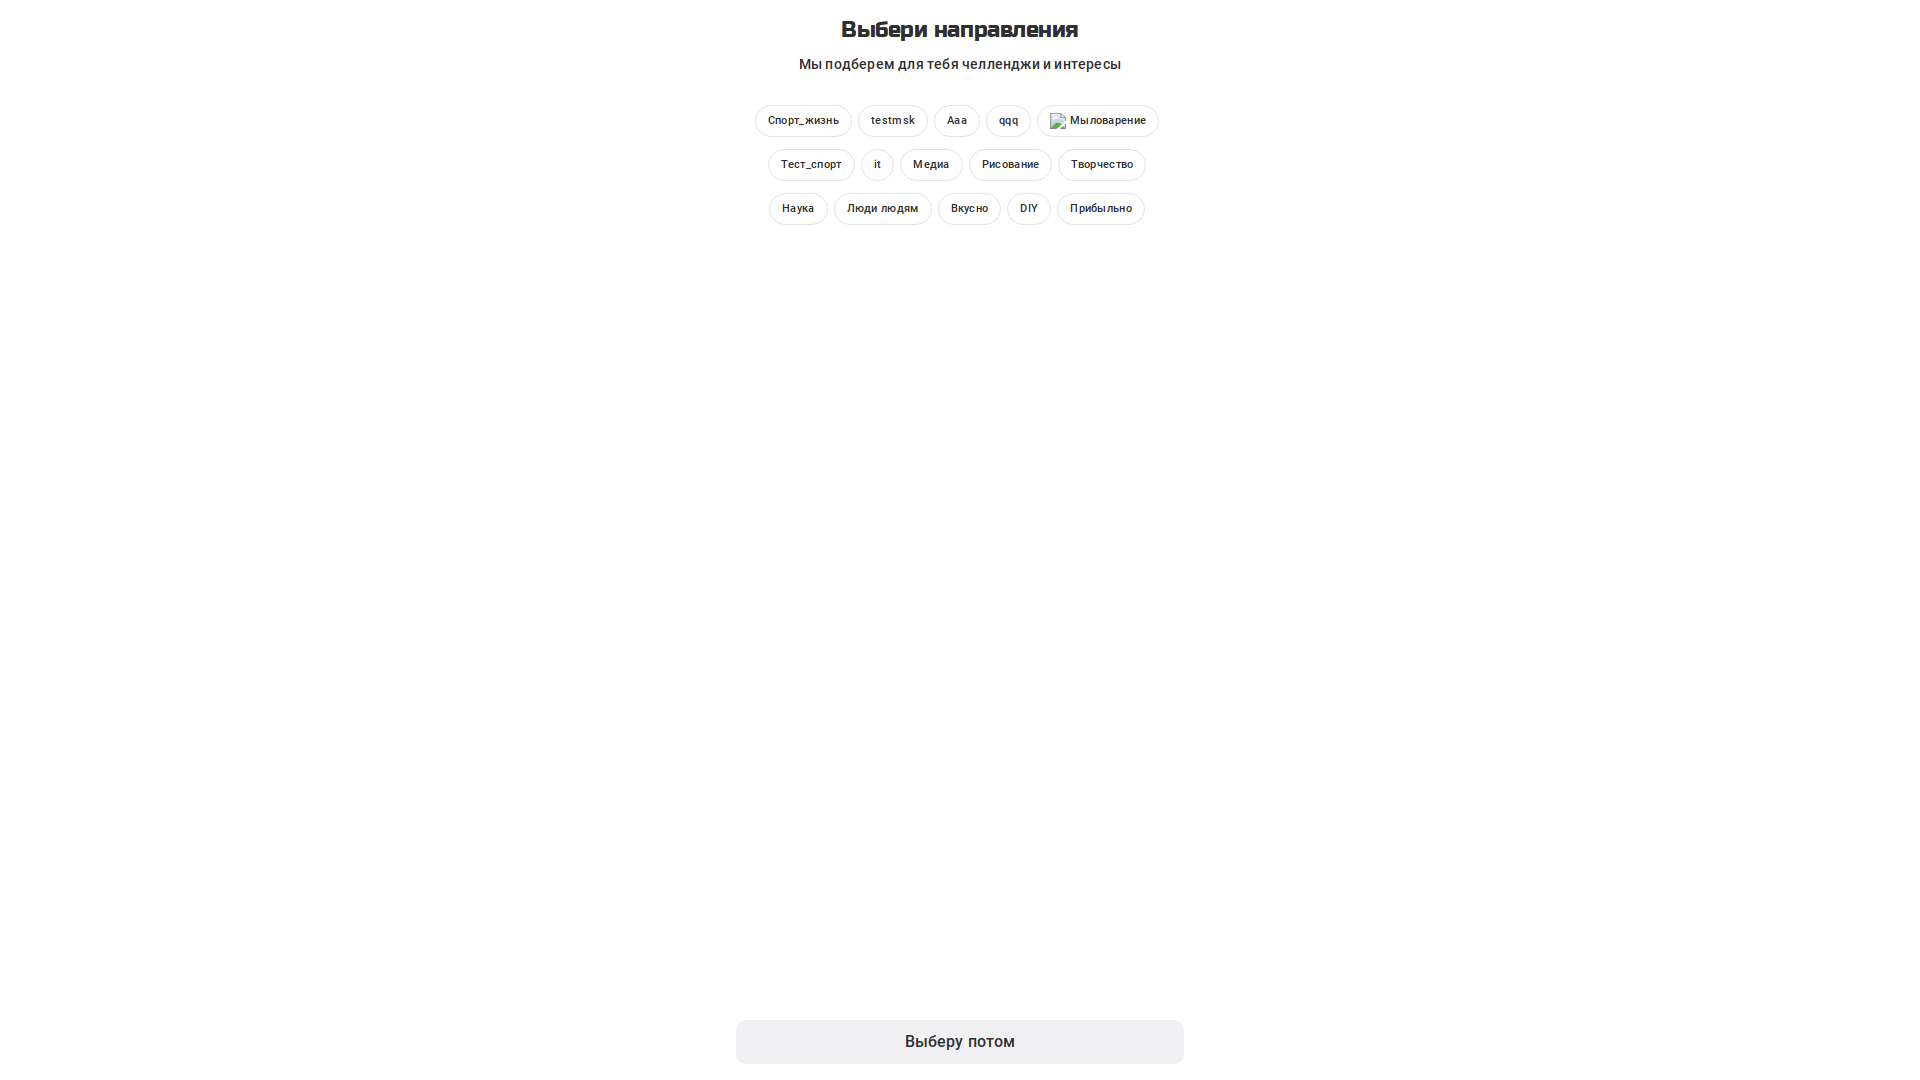 Выбери направления
Мы подберем для тебя челленджи и интересы
Спорт_жизнь testmsk Ааа qqq Мыловарение
Тест_спорт it Медиа Рисование Творчество
Наука Люди людям Вкусно DIY Прибыльно
Выберу потом